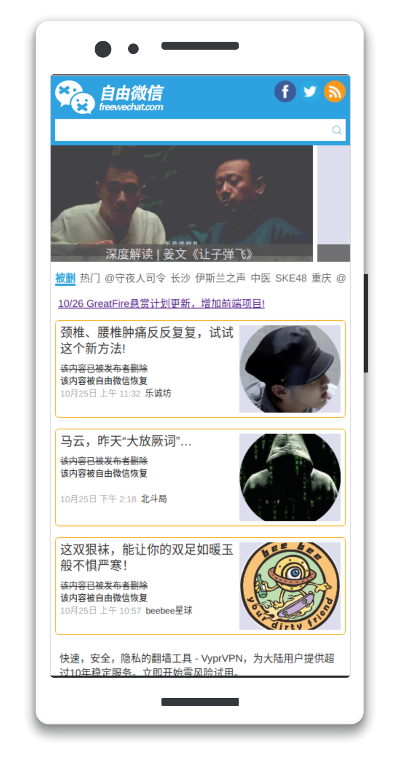 自由微信
freewechat.com
深度解读 | 姜文《让子弹飞》
被删 热门 @守夜人司令 长沙 伊斯兰之声 中医 SKE48 重庆 @
10/26 GreatFire悬赏计划更新，增加前端项目!
颈椎、腰椎肿痛反反复复，试试
这个新方法!
该内容已被发布者删除
该内容被自由微信恢复
10月25日 上午 11:32 乐诚坊
马云，昨天“大放厥词”…
该内容已被发布者删除
该内容被自由微信恢复
10月25日 下午 2:18 北斗局
这双狠袜，能让你的双足如暖玉
般不惧严寒！
该内容已被发布者删除
该内容被自由微信恢复
10月25日 上午 10:57 beebee星球
bee bee
your dirty friend
快速，安全，隐私的翻墙工具 - VyprVPN，为大陆用户提供超
过10年稳定服务。立即开始零风险试用。